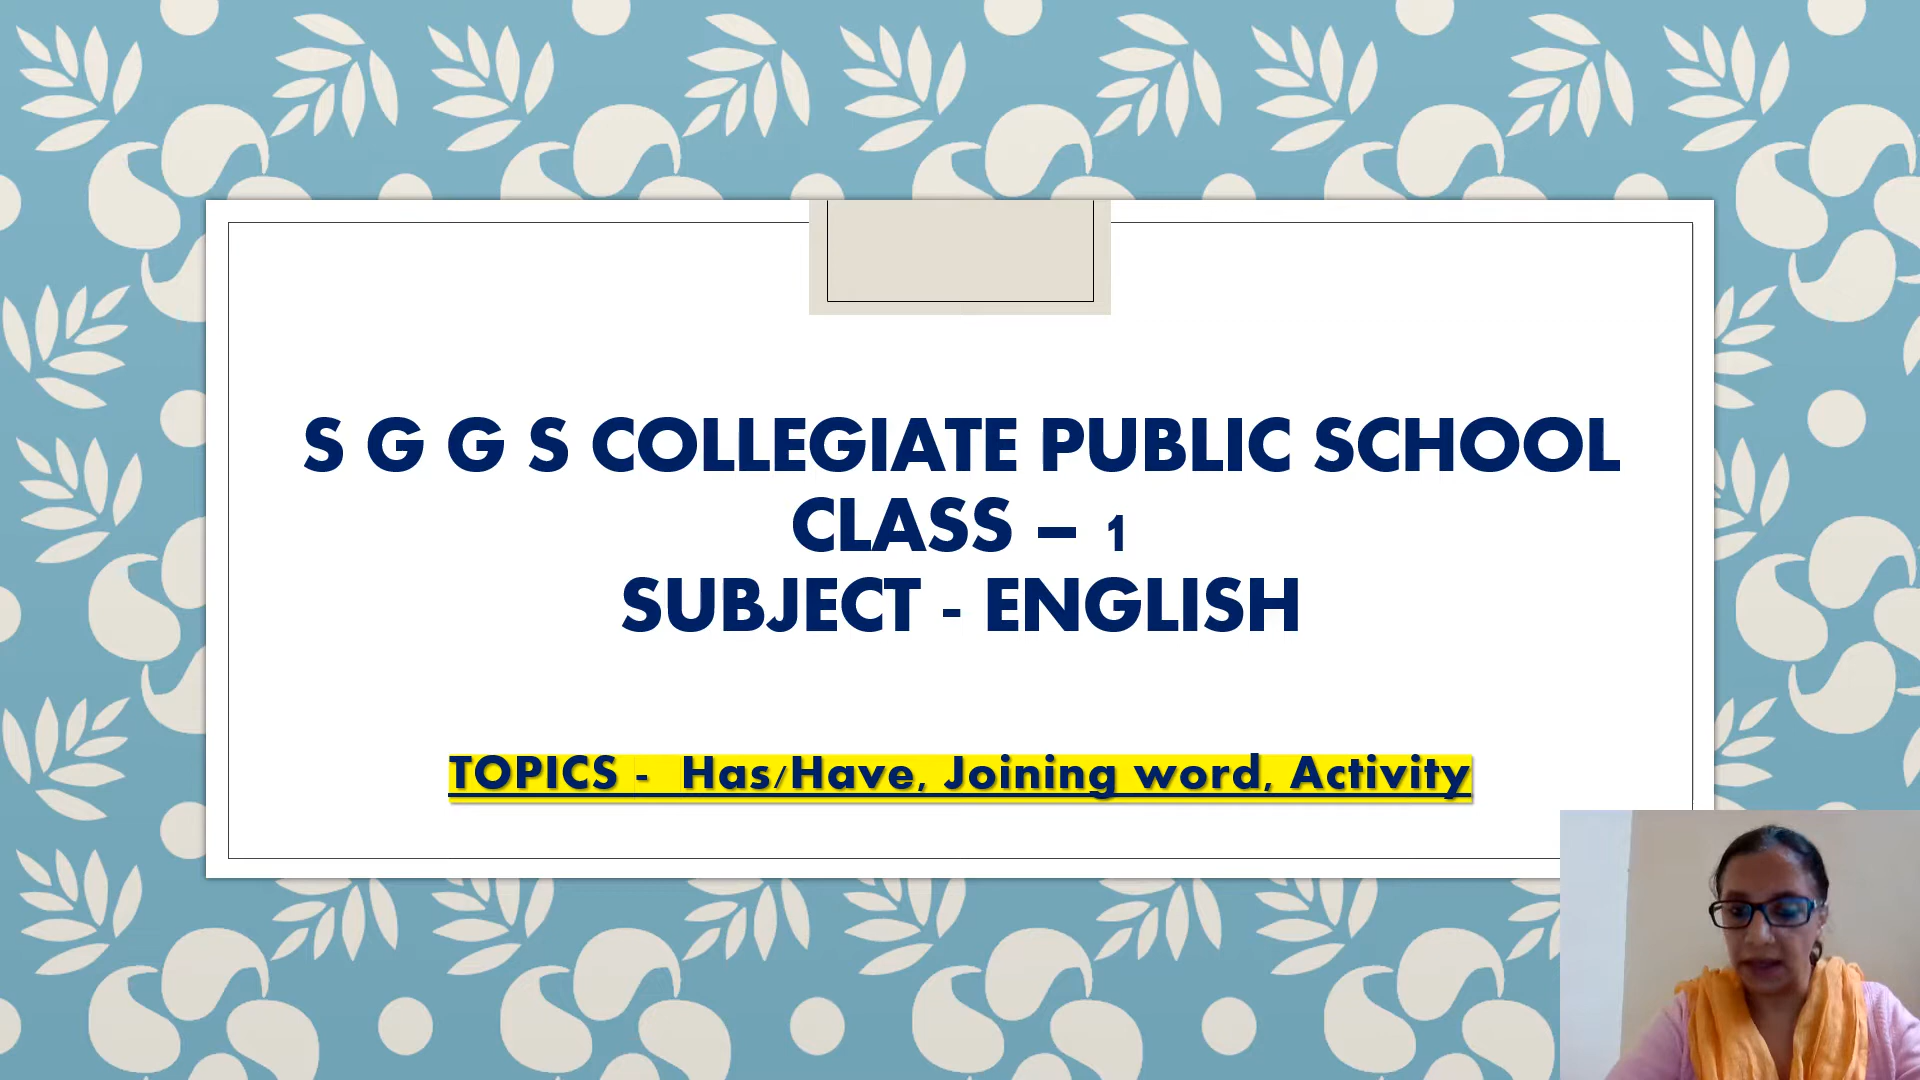 S G G S COLLEGIATE PUBLIC SCHOOL
CLASS – 1
SUBJECT - ENGLISH
TOPICS - Has/Have, Joining word, Activity